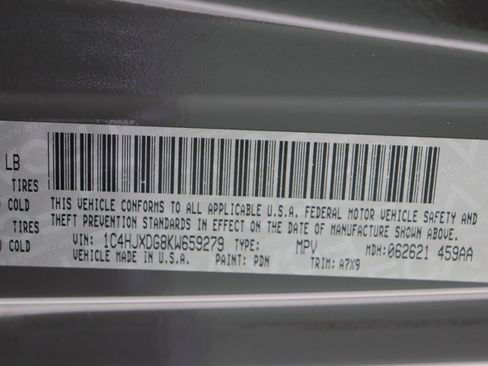 LB
TIRES
COLD
THIS VEHICLE CONFORMS TO ALL APPLICABLE U.S.A. FEDERAL MOTOR VEHICLE SAFETY AND
TIRES THEFT PREVENTION STANDARDS IN EFFECT ON THE DATE OF MANUFACTURE SHOWN ABOVE.
COLD VIN: 1C4HJXDG8KW659279 TYPE: MPV MDH: 062621 459AA
VEHICLE MADE IN U.S.A. PAINT: PDN TRIM: A7X9